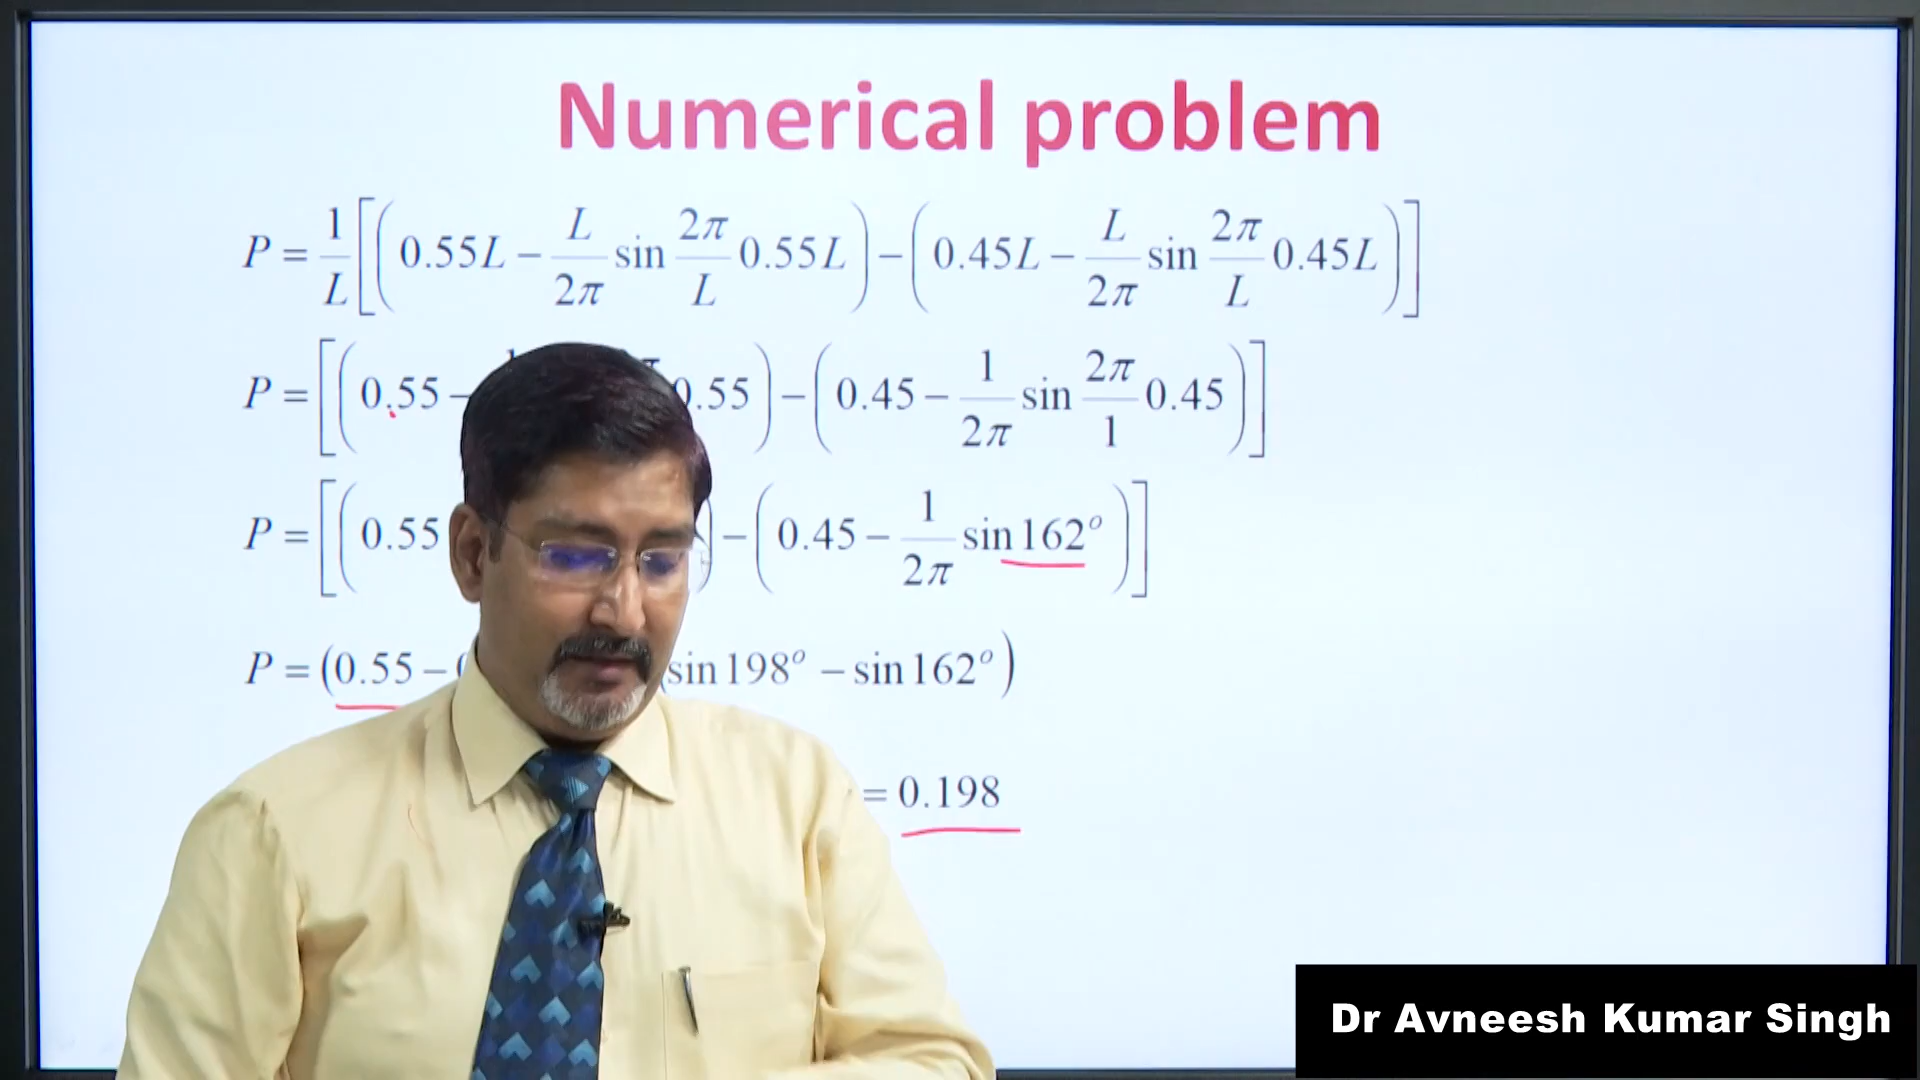 Numerical problem
P = 1/L [(0.55L − L/2π sin 2π/L 0.55L) − (0.45L − L/2π sin 2π/L 0.45L)]
P = [(0.55 − 0.55) − (0.45 − 1/2π sin 2π/1 0.45)]
P = [(0.55 ) − (0.45 − 1/2π sin 162°)]
P = (0.55 − (sin 198° − sin 162°)
= 0.198
Dr Avneesh Kumar Singh